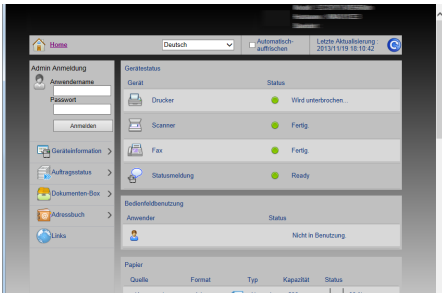 Home
Deutsch
Automatisch-
auffrischen
Letzte Aktualisierung:
2013/11/19 18:10:42
Admin Anmeldung
Anwendername
Passwort
Anmelden
Geräteinformation
Auftragsstatus
Dokumenten-Box
Adressbuch
Links
Gerätestatus
Gerät Status
Drucker Wird unterbrochen...
Scanner Fertig.
Fax Fertig.
Statusmeldung Ready
Bedienfeldbenutzung
Anwender Status
Nicht in Benutzung.
Papier
Quelle Format Typ Kapazität Status